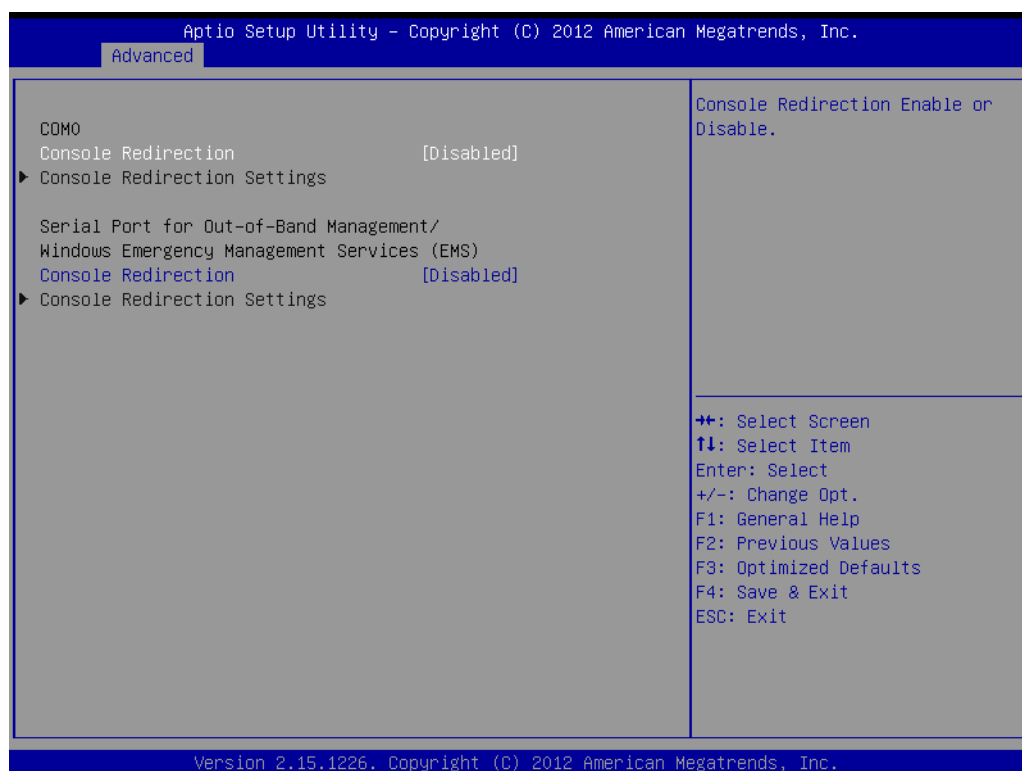 Aptio Setup Utility – Copyright (C) 2012 American Megatrends, Inc.
Advanced
COM0
Console Redirection [Disabled]
Console Redirection Settings
Serial Port for Out-of-Band Management/
Windows Emergency Management Services (EMS)
Console Redirection [Disabled]
Console Redirection Settings
Console Redirection Enable or
Disable.
→←: Select Screen
↑↓: Select Item
Enter: Select
+/-: Change Opt.
F1: General Help
F2: Previous Values
F3: Optimized Defaults
F4: Save & Exit
ESC: Exit
Version 2.15.1226. Copyright (C) 2012 American Megatrends, Inc.